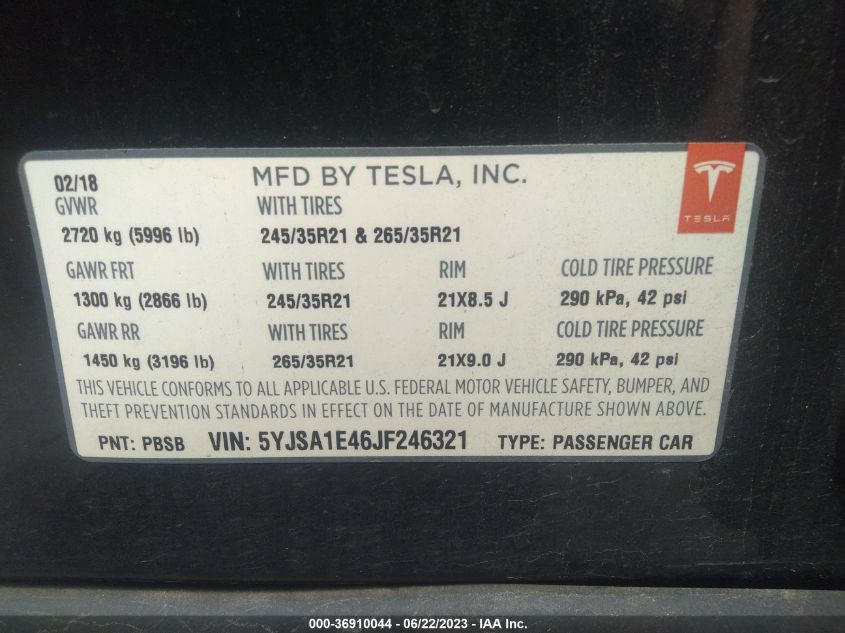 02/18 MFD BY TESLA, INC.
TESLA
GVWR WITH TIRES
2720 kg (5996 lb) 245/35R21 & 265/35R21
GAWR FRT WITH TIRES RIM COLD TIRE PRESSURE
1300 kg (2866 lb) 245/35R21 21X8.5 J 290 kPa, 42 psi
GAWR RR WITH TIRES RIM COLD TIRE PRESSURE
1450 kg (3196 lb) 265/35R21 21X9.0 J 290 kPa, 42 psi
THIS VEHICLE CONFORMS TO ALL APPLICABLE U.S. FEDERAL MOTOR VEHICLE SAFETY, BUMPER, AND
THEFT PREVENTION STANDARDS IN EFFECT ON THE DATE OF MANUFACTURE SHOWN ABOVE.
PNT: PBSB VIN: 5YJSA1E46JF246321 TYPE: PASSENGER CAR
000-36910044 - 06/22/2023 - IAA Inc.